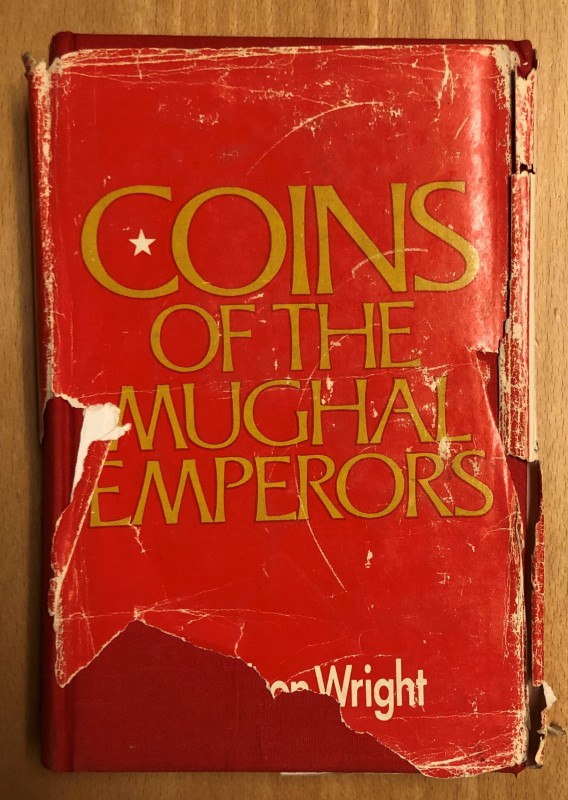 COINS
OF THE
MUGHAL
EMPERORS
Wright